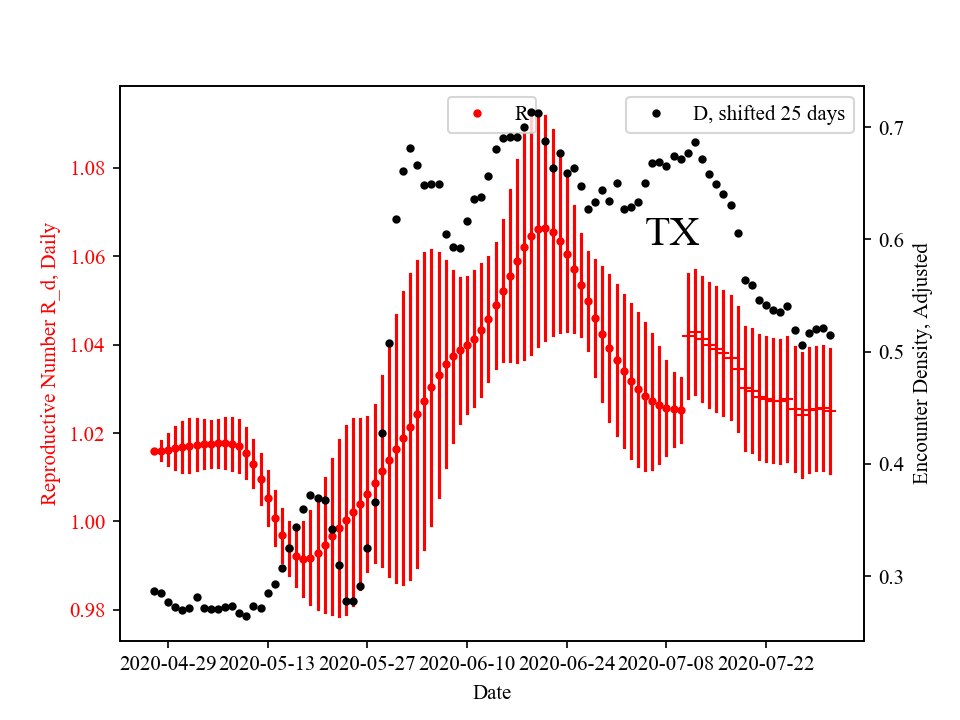 R
D, shifted 25 days
TX
Reproductive Number R_d, Daily
1.08
1.06
1.04
1.02
1.00
0.98
Encounter Density, Adjusted
0.7
0.6
0.5
0.4
0.3
2020-04-29 2020-05-13 2020-05-27 2020-06-10 2020-06-24 2020-07-08 2020-07-22
Date